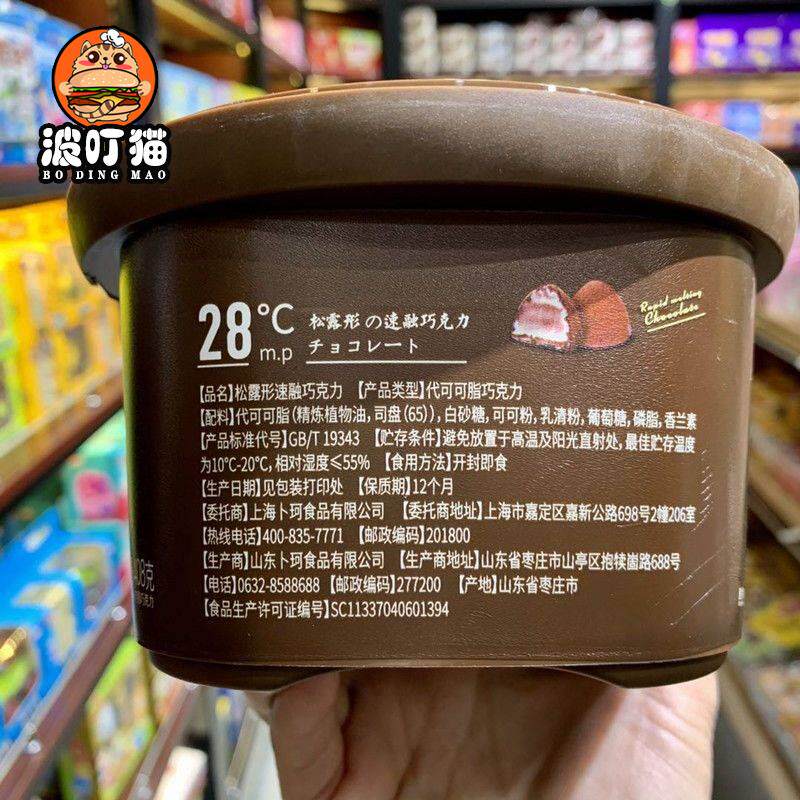 波叮猫
BO DING MAO
28℃
m.p
松露形の速融巧克力
チョコレート
Rapid melting
Chocolate
【品名】松露形速融巧克力 【产品类型】代可可脂巧克力
【配料】代可可脂（精炼植物油，司盘（65）），白砂糖，可可粉，乳清粉，葡萄糖，磷脂，香兰素
【产品标准代号】GB/T 19343 【贮存条件】避免放置于高温及阳光直射处，最佳贮存温度
为10℃-20℃，相对湿度≤55% 【食用方法】开封即食
【生产日期】见包装打印处 【保质期】12个月
【委托商】上海卜珂食品有限公司 【委托商地址】上海市嘉定区嘉新公路698号2幢206室
【热线电话】400-835-7771 【邮政编码】201800
【生产商】山东卜珂食品有限公司 【生产商地址】山东省枣庄市山亭区抱犊崮路688号
【电话】0632-8588688 【邮政编码】277200 【产地】山东省枣庄市
【食品生产许可证编号】SC11337040601394
08克